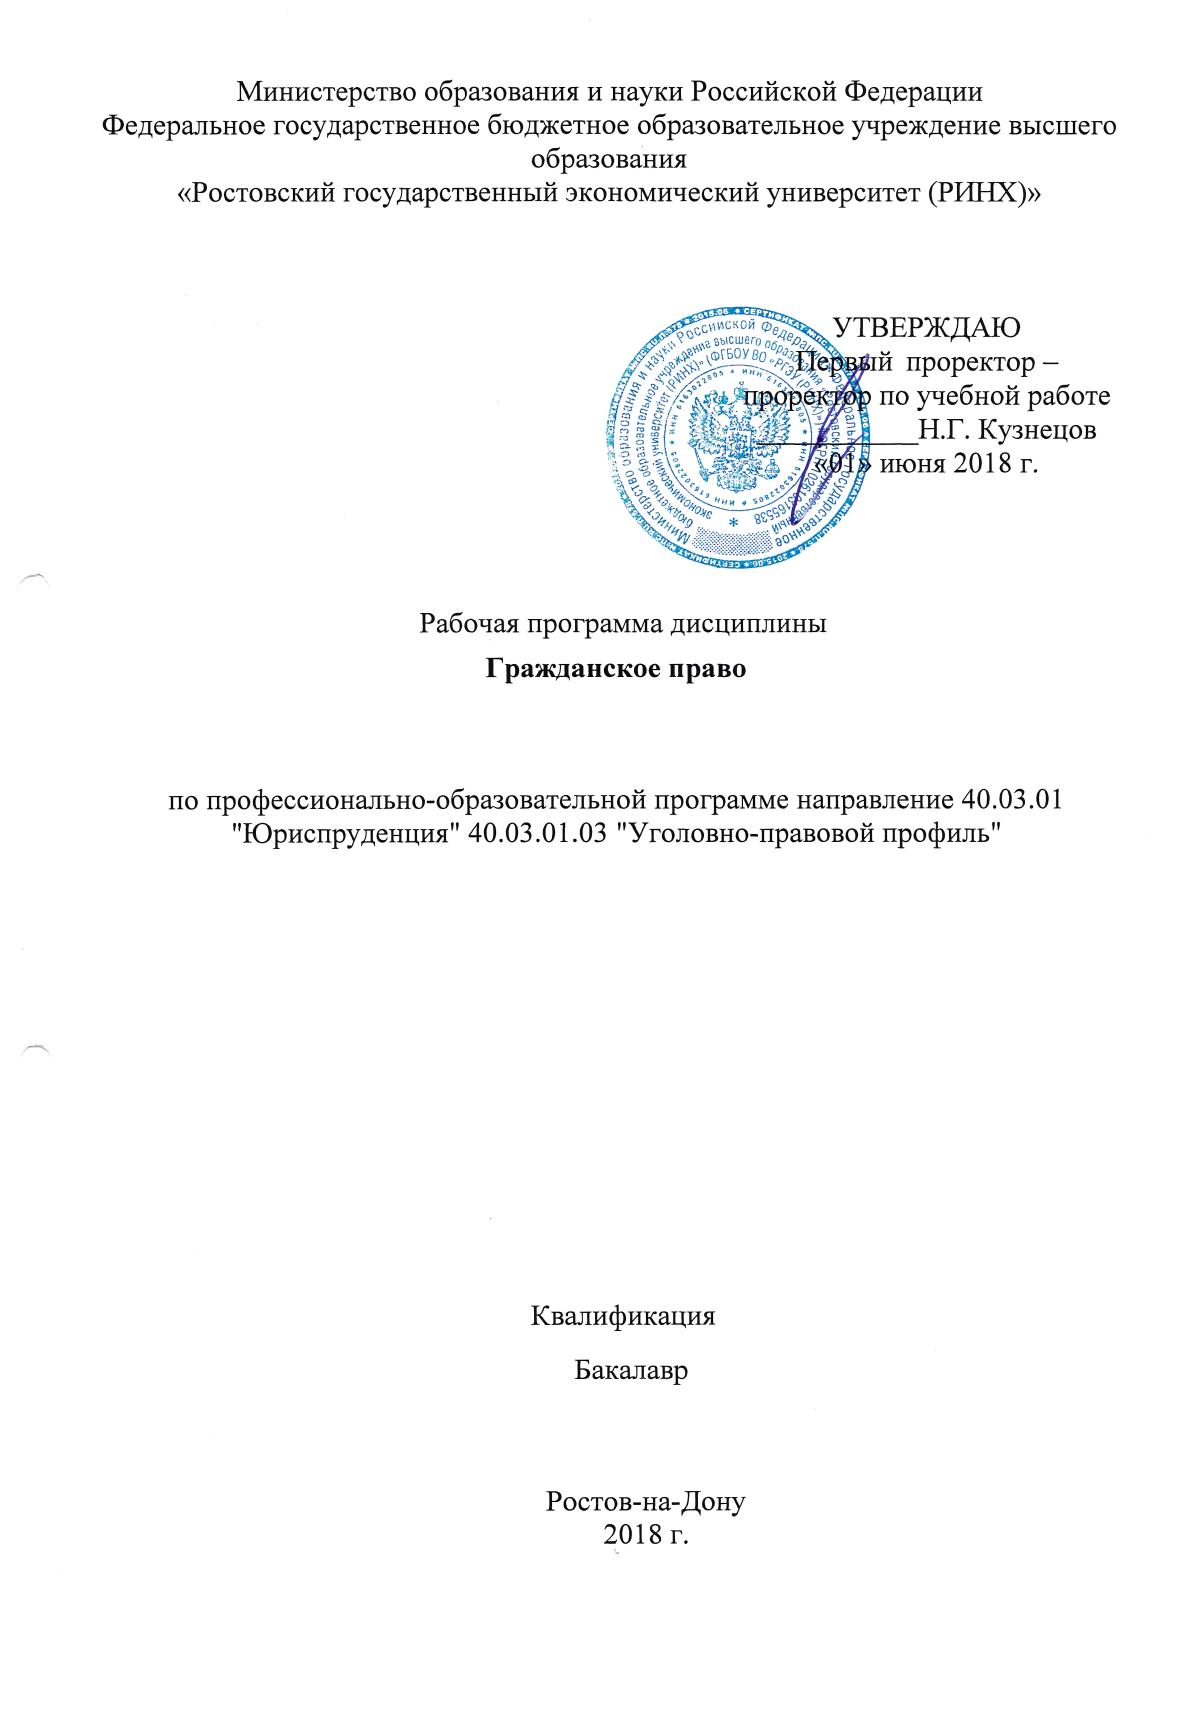 Министерство образования и науки Российской Федерации
Федеральное государственное бюджетное образовательное учреждение высшего
образования
«Ростовский государственный экономический университет (РИНХ)»
УТВЕРЖДАЮ
Первый проректор –
проректор по учебной работе
Н.Г. Кузнецов
«01» июня 2018 г.
Рабочая программа дисциплины
Гражданское право
по профессионально-образовательной программе направление 40.03.01
"Юриспруденция" 40.03.01.03 "Уголовно-правовой профиль"
Квалификация
Бакалавр
Ростов-на-Дону
2018 г.